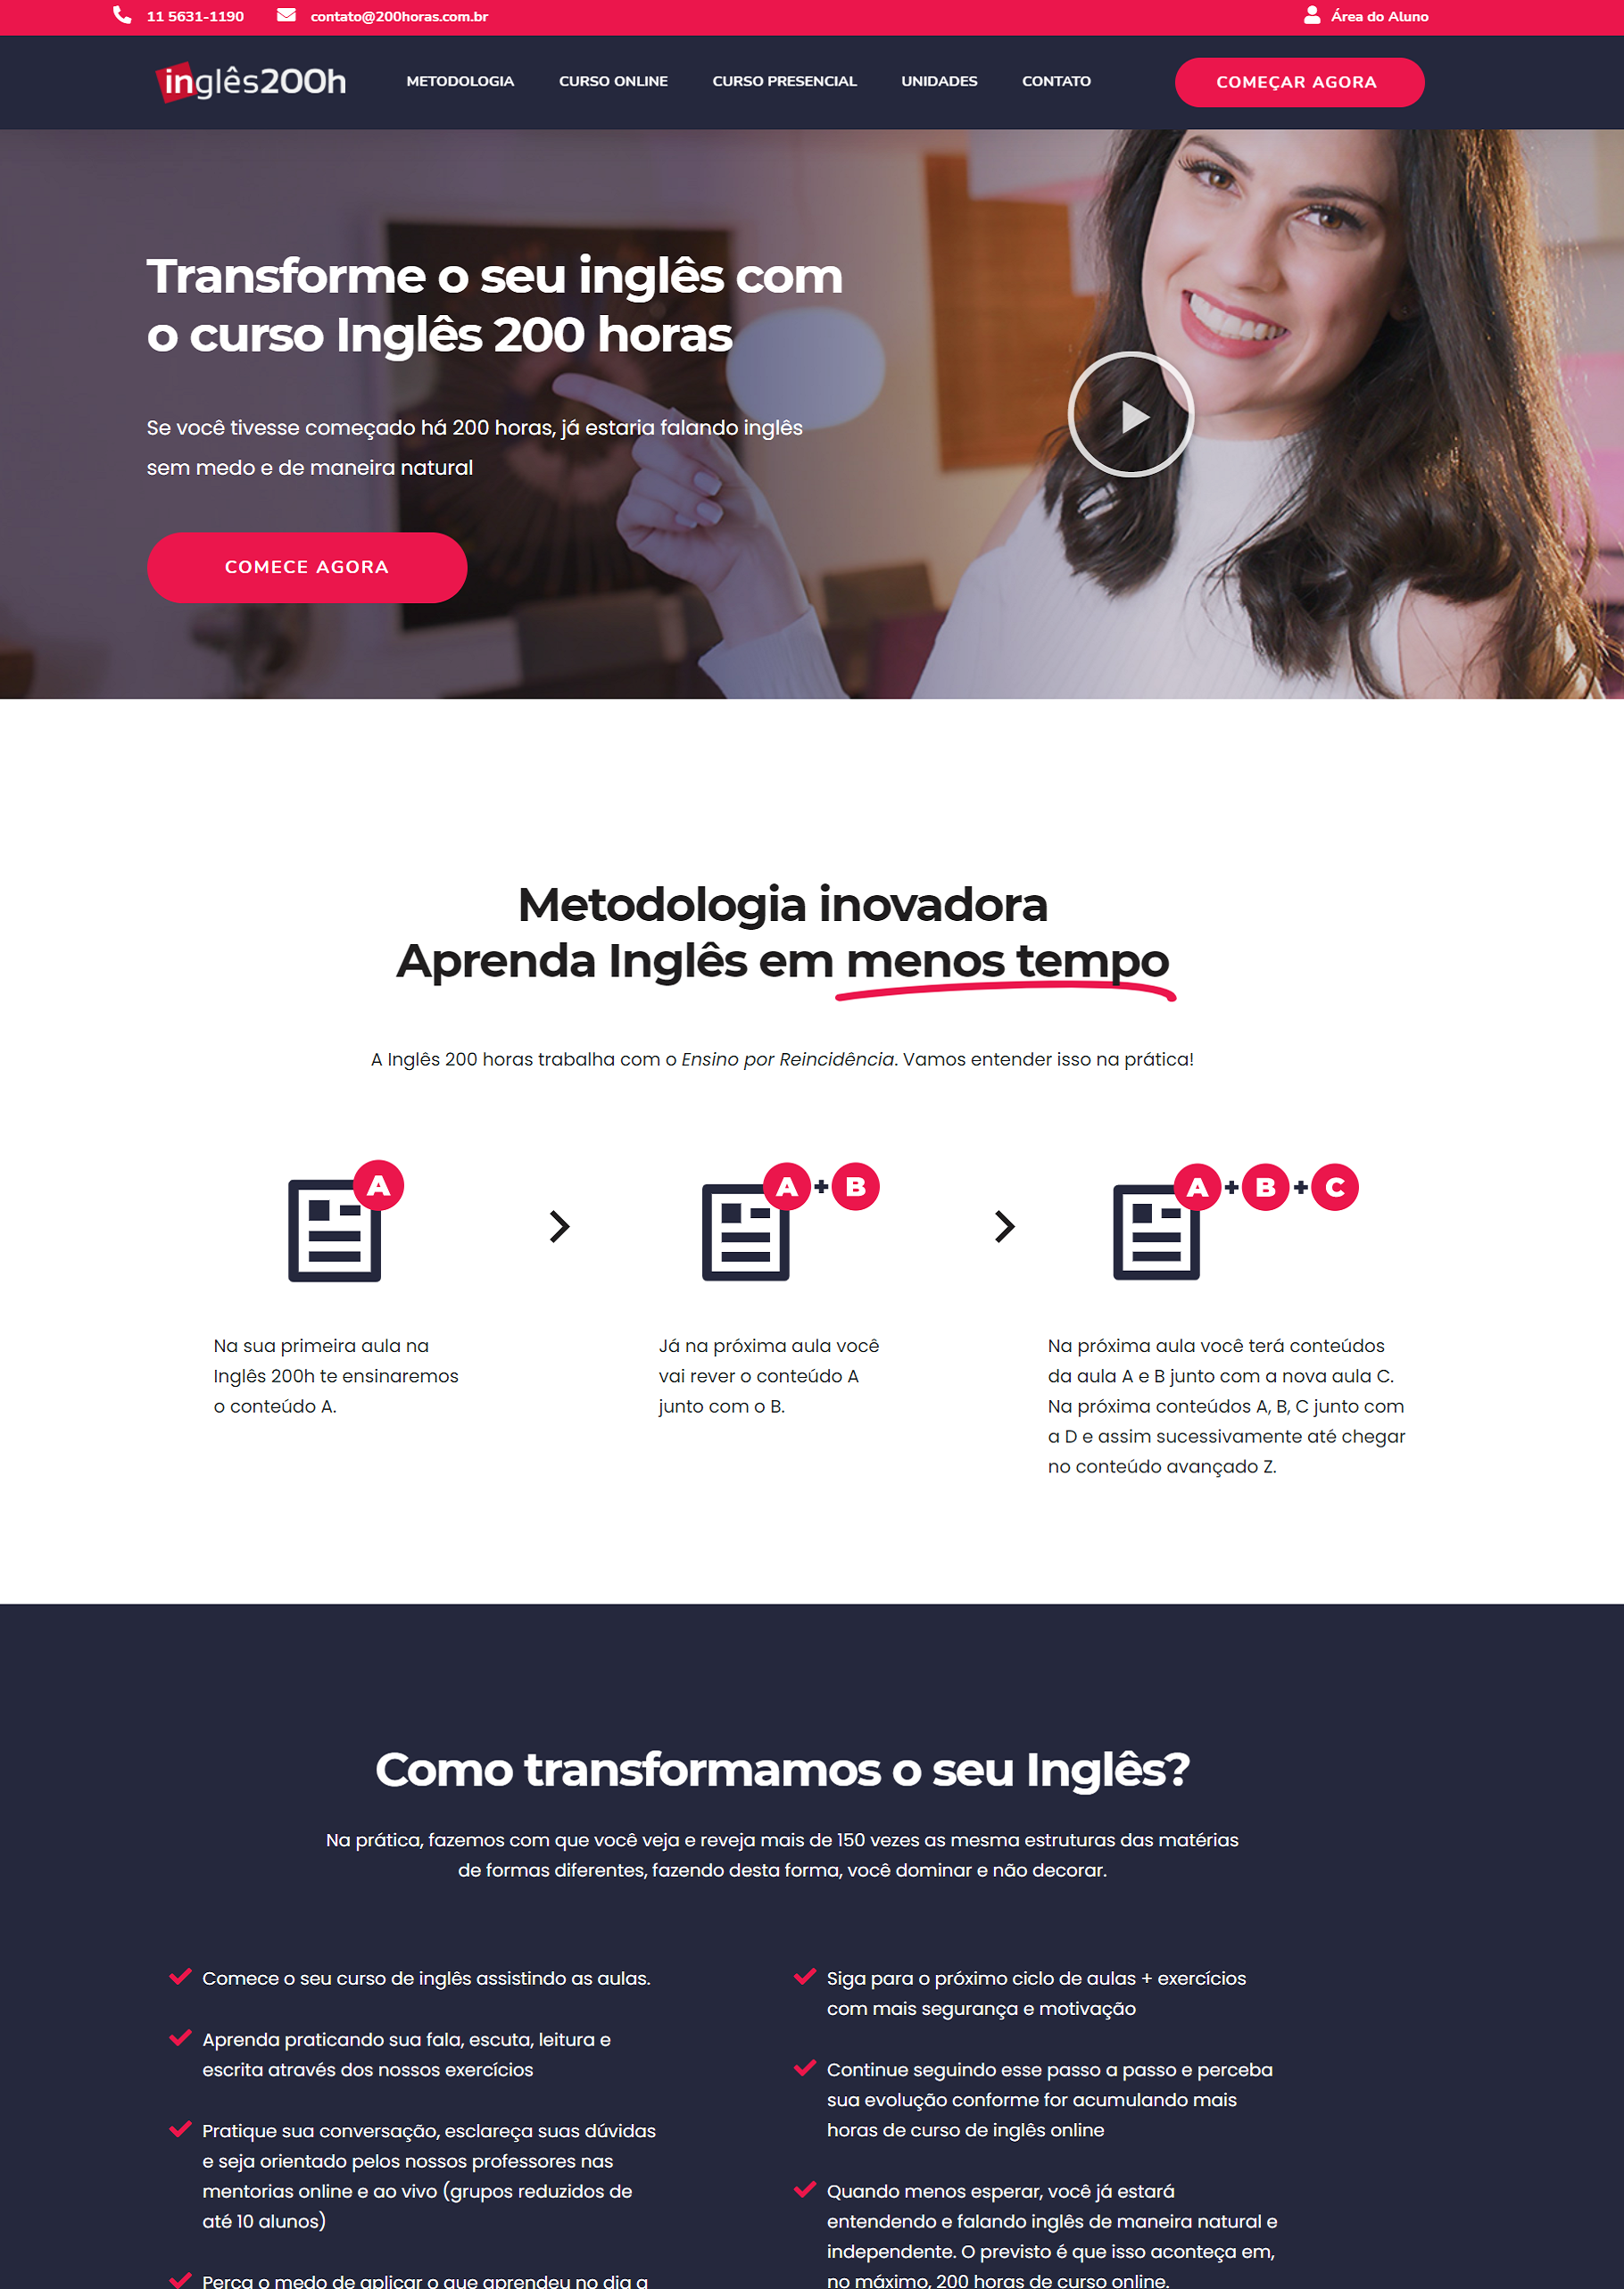 11 5631-1190
contato@200horas.com.br
Área do Aluno
inglês200h
METODOLOGIA
CURSO ONLINE
CURSO PRESENCIAL
UNIDADES
CONTATO
COMEÇAR AGORA
Transforme o seu inglês com
o curso Inglês 200 horas
Se você tivesse começado há 200 horas, já estaria falando inglês
sem medo e de maneira natural
COMECE AGORA
Metodologia inovadora
Aprenda Inglês em menos tempo
A Inglês 200 horas trabalha com o Ensino por Reincidência. Vamos entender isso na prática!
A
A + B
A + B + C
Na sua primeira aula na
Inglês 200h te ensinaremos
o conteúdo A.
Já na próxima aula você
vai rever o conteúdo A
junto com o B.
Na próxima aula você terá conteúdos
da aula A e B junto com a nova aula C.
Na próxima conteúdos A, B, C junto com
a D e assim sucessivamente até chegar
no conteúdo avançado Z.
Como transformamos o seu Inglês?
Na prática, fazemos com que você veja e reveja mais de 150 vezes as mesma estruturas das matérias
de formas diferentes, fazendo desta forma, você dominar e não decorar.
Comece o seu curso de inglês assistindo as aulas.
Aprenda praticando sua fala, escuta, leitura e
escrita através dos nossos exercícios
Pratique sua conversação, esclareça suas dúvidas
e seja orientado pelos nossos professores nas
mentorias online e ao vivo (grupos reduzidos de
até 10 alunos)
Perca o medo de aplicar o que aprendeu no dia a
Siga para o próximo ciclo de aulas + exercícios
com mais segurança e motivação
Continue seguindo esse passo a passo e perceba
sua evolução conforme for acumulando mais
horas de curso de inglês online
Quando menos esperar, você já estará
entendendo e falando inglês de maneira natural e
independente. O previsto é que isso aconteça em,
no máximo, 200 horas de curso online.